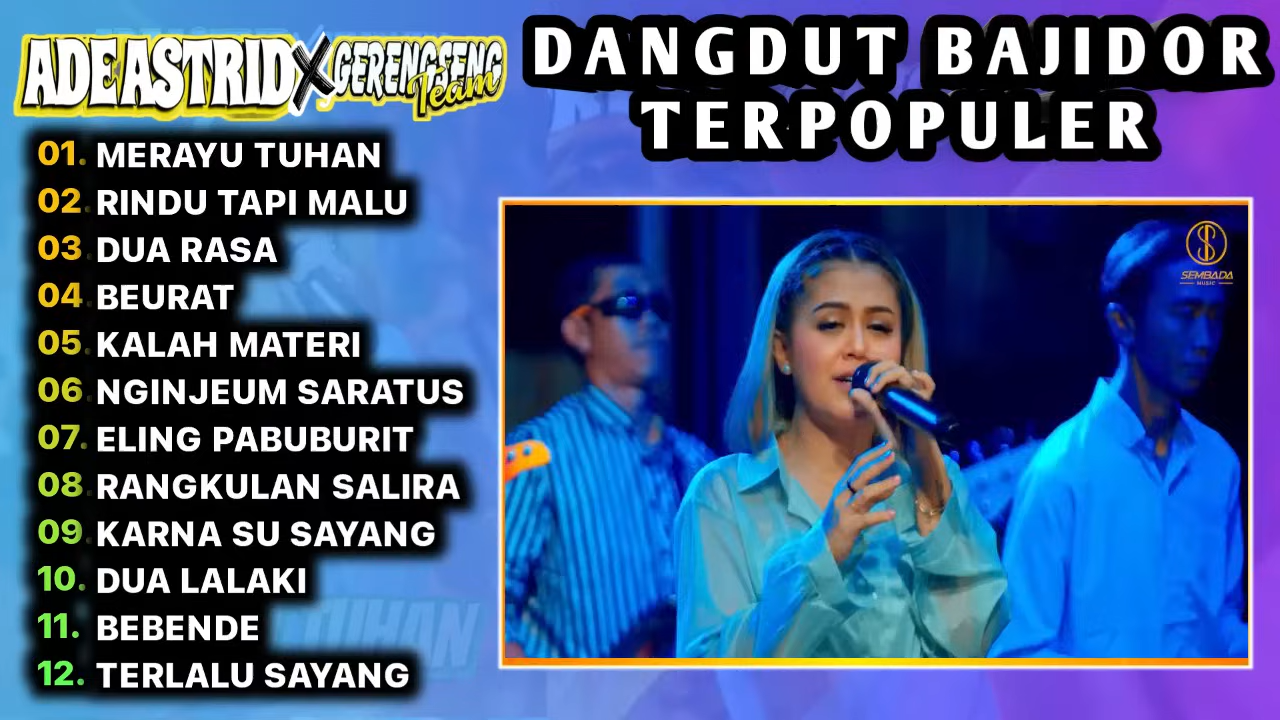 ADE ASTRID X GERENGSENG Team
DANGDUT BAJIDOR
TERPOPULER
01. MERAYU TUHAN
02. RINDU TAPI MALU
03. DUA RASA
04. BEURAT
05. KALAH MATERI
06. NGINJEUM SARATUS
07. ELING PABUBURIT
08. RANGKULAN SALIRA
09. KARNA SU SAYANG
10. DUA LALAKI
11. BEBENDE
12. TERLALU SAYANG
SEMBADA
MUSIC
TUHAN